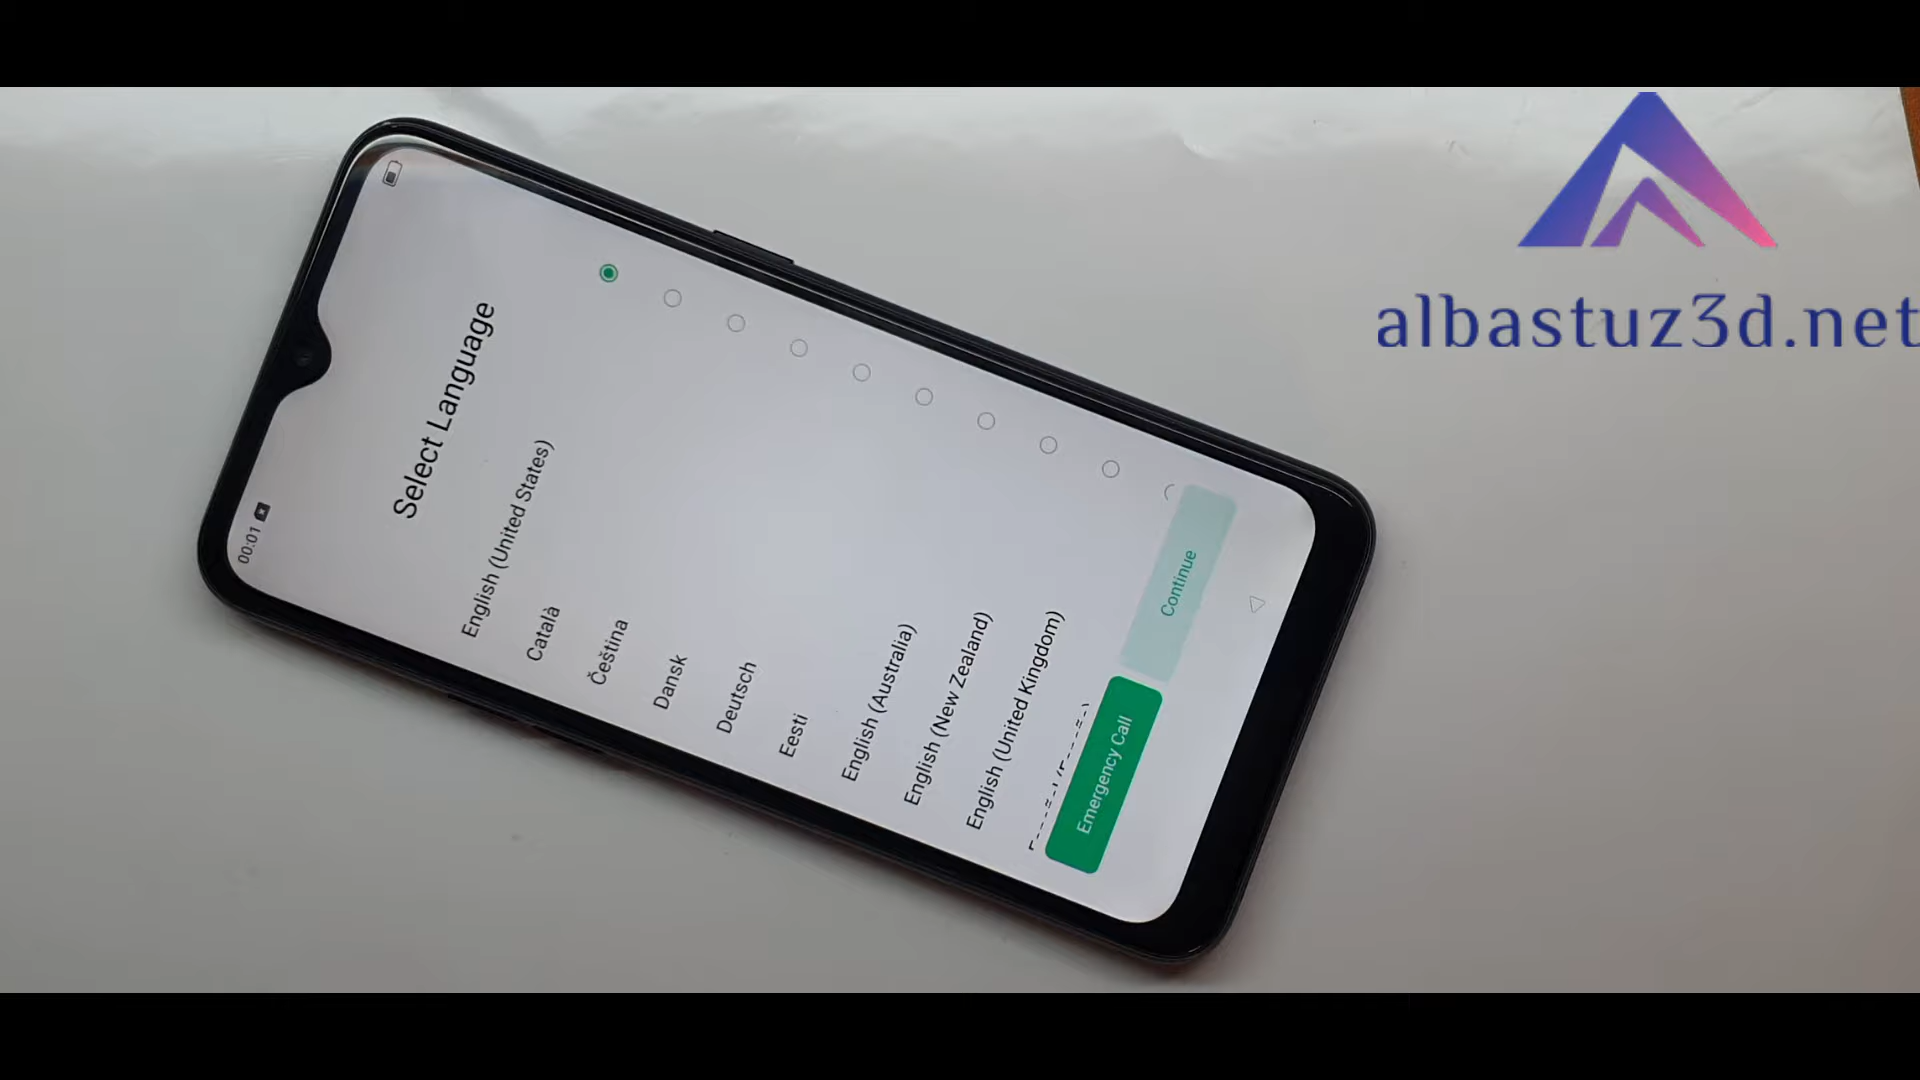 albastuz3d.net
00:01
Select Language
English (United States)
Català
Čeština
Dansk
Deutsch
Eesti
English (Australia)
English (New Zealand)
English (United Kingdom)
Emergency Call
Continue